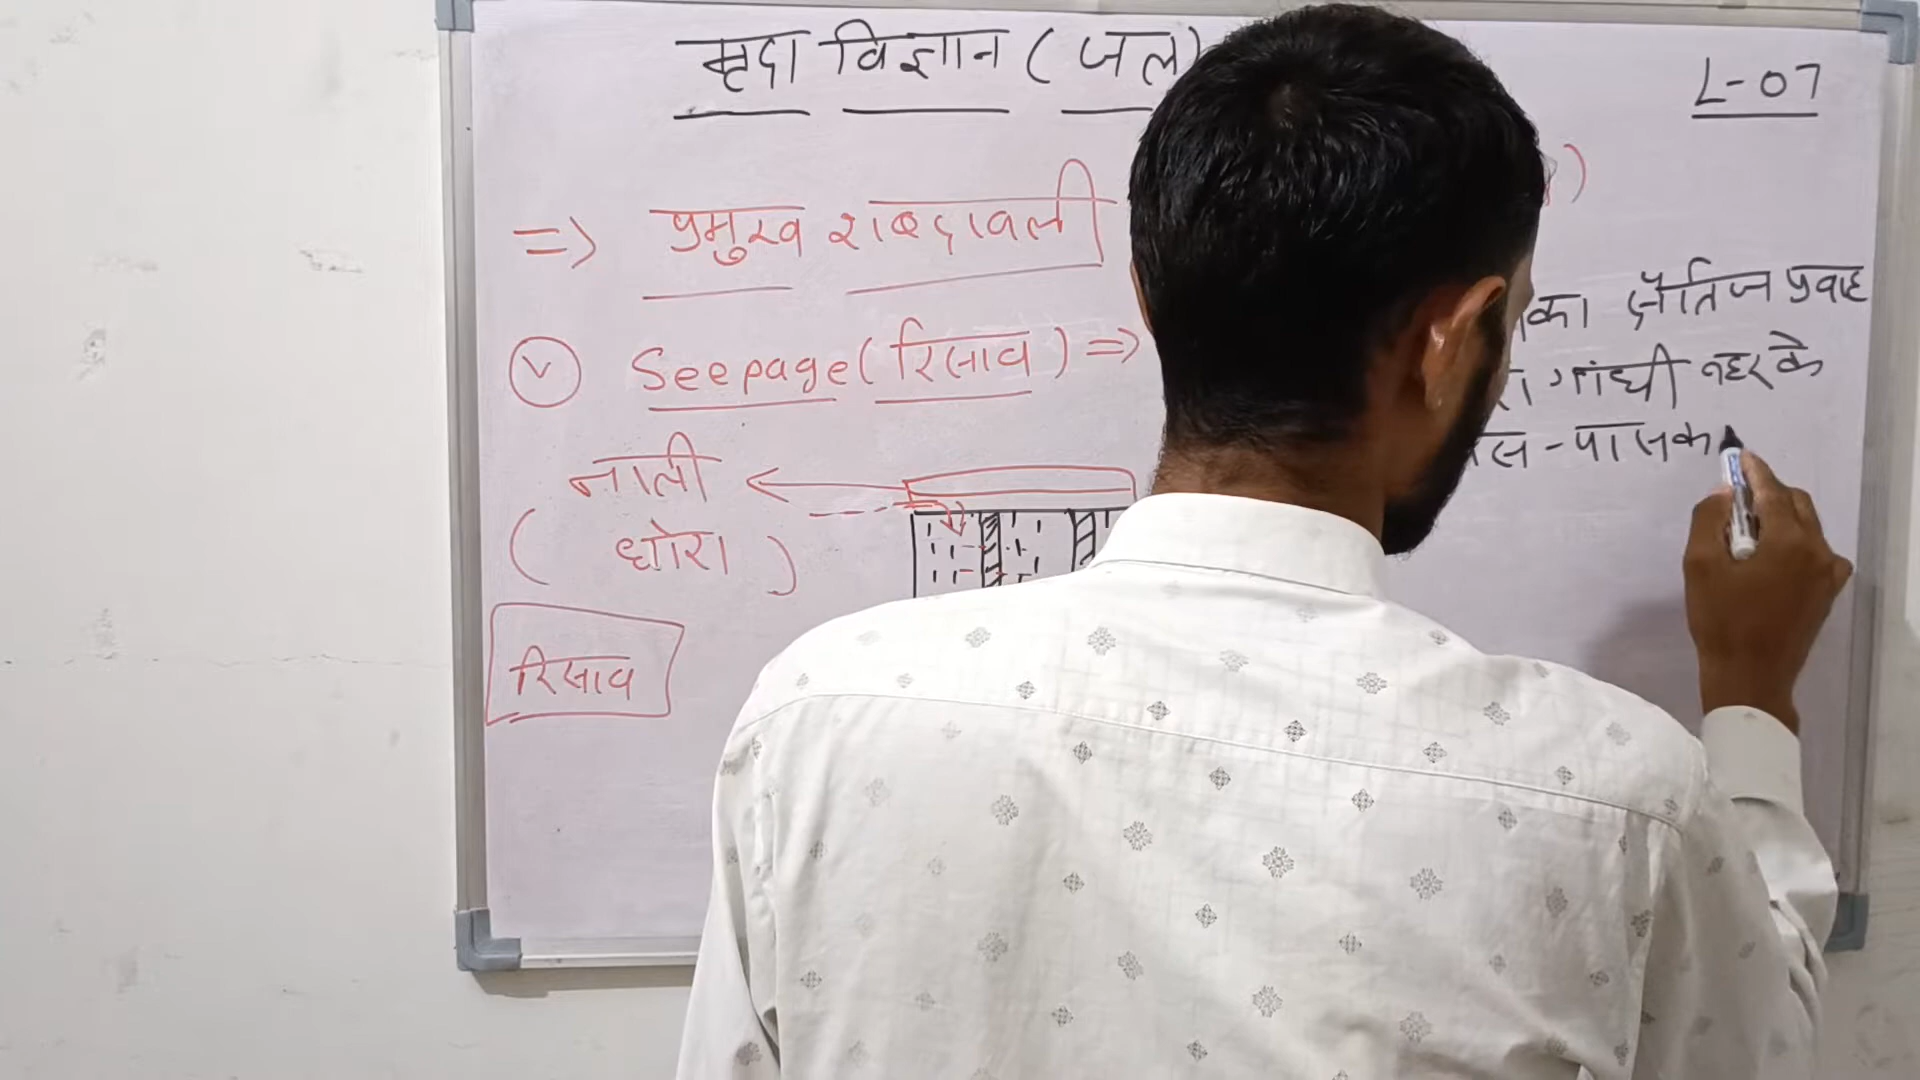 मृदा विज्ञान ( जल )
L-07
=> प्रमुख शब्दावली
V Seepage ( रिसाव ) =>
का क्षैतिज प्रवाह
गांधी नहर के
पास क
नाली
( धोरा )
रिसाव